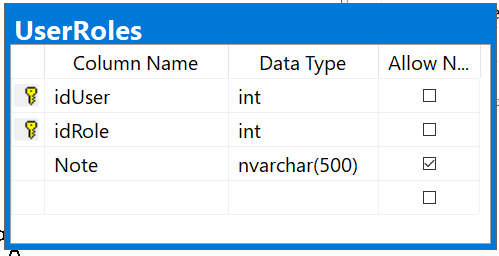 UserRoles
Column Name Data Type Allow N...
idUser int
idRole int
Note nvarchar(500)